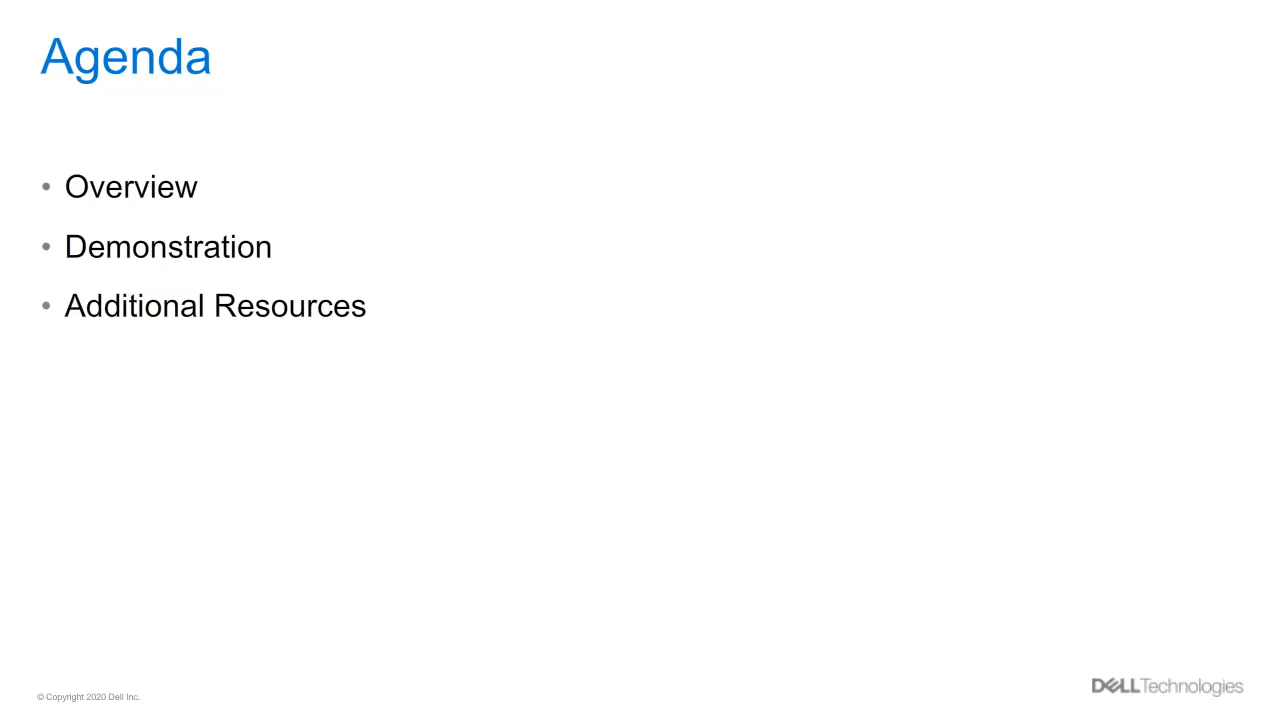 Agenda
• Overview
• Demonstration
• Additional Resources
© Copyright 2020 Dell Inc.
DELLTechnologies